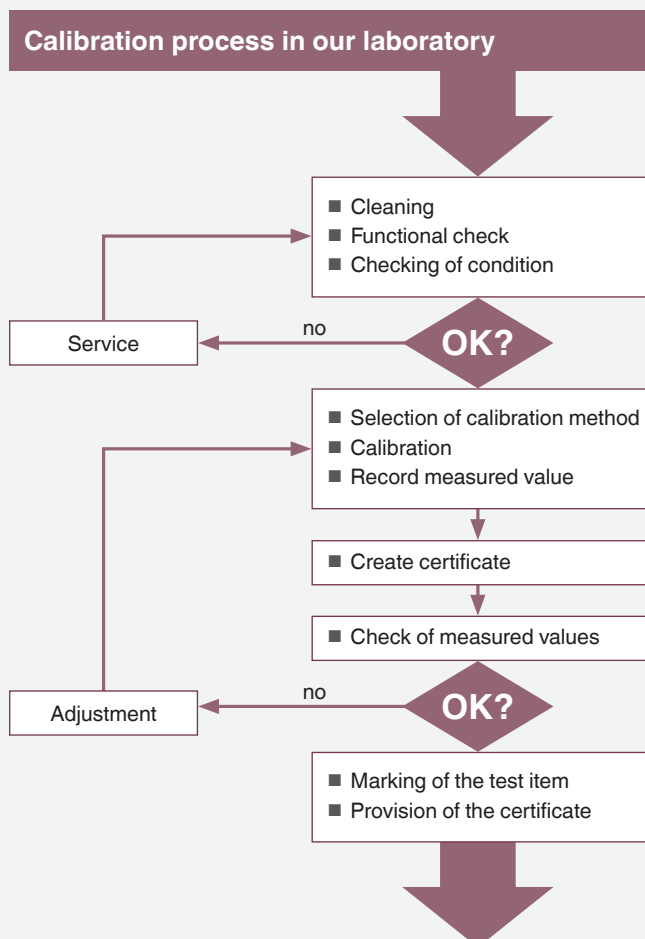 Calibration process in our laboratory
■ Cleaning
■ Functional check
■ Checking of condition
no
OK?
Service
■ Selection of calibration method
■ Calibration
■ Record measured value
■ Create certificate
■ Check of measured values
no
OK?
Adjustment
■ Marking of the test item
■ Provision of the certificate